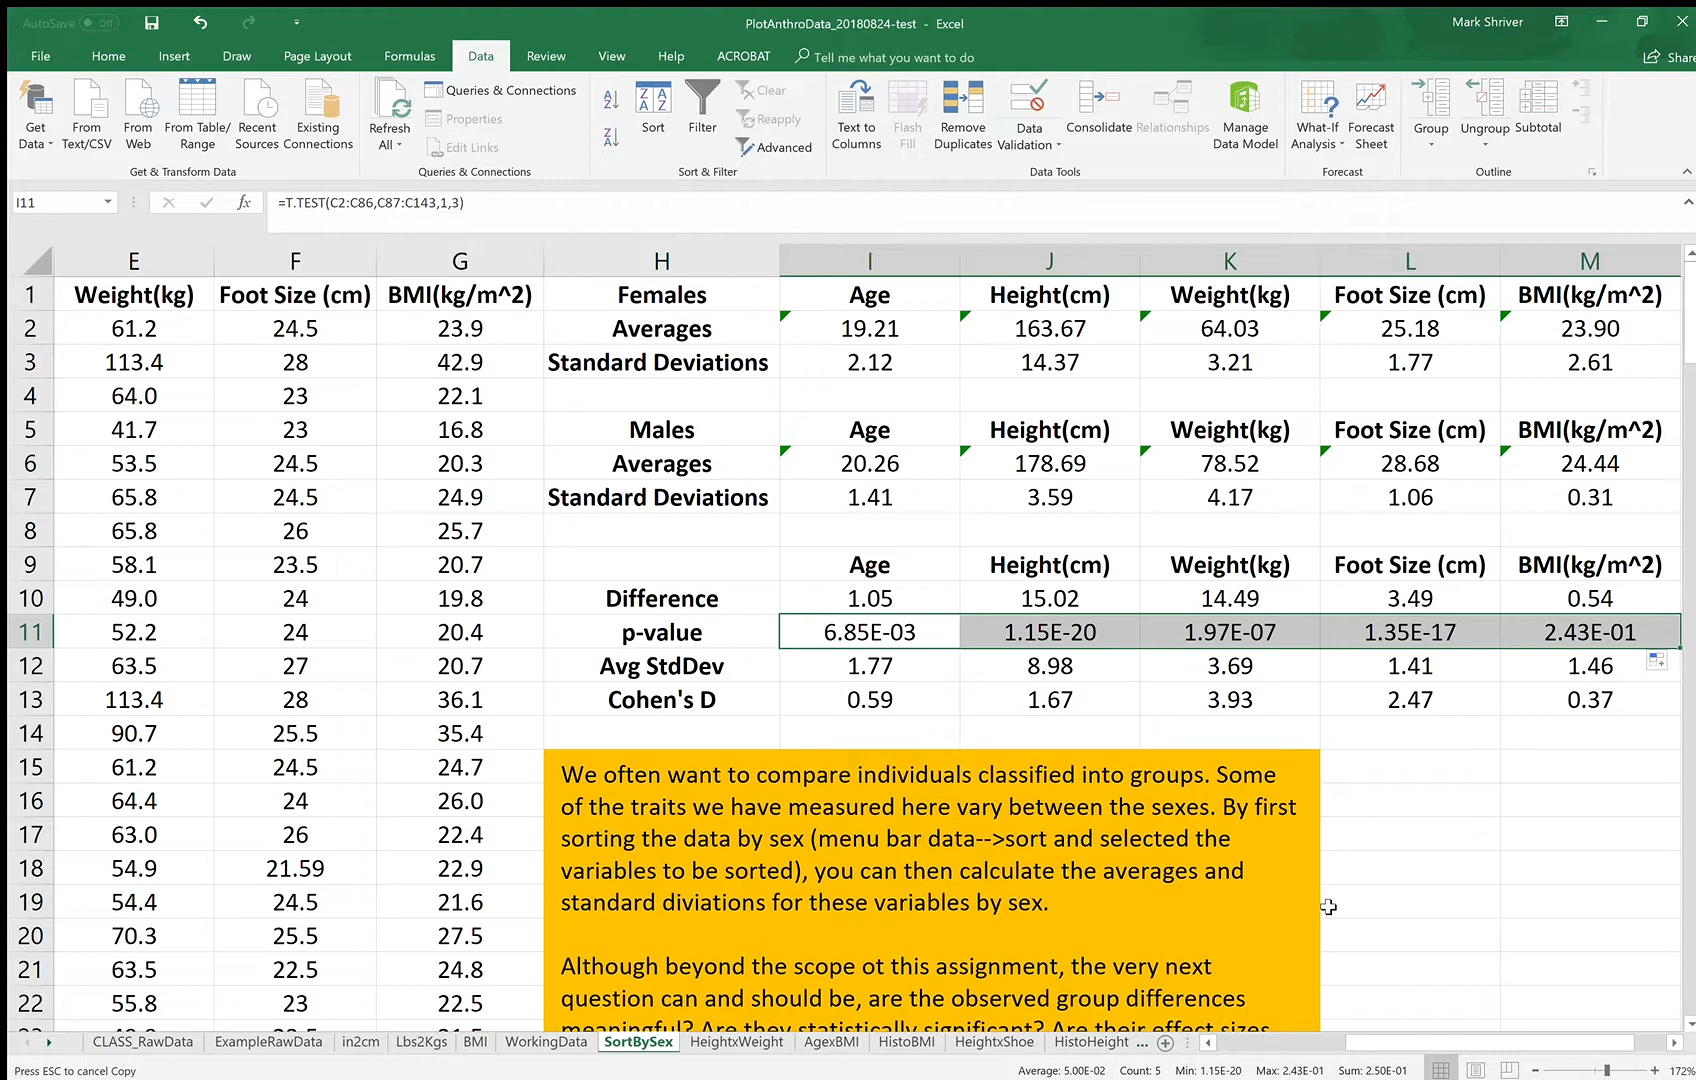 AutoSave Off
PlotAnthroData_20180824-test - Excel
Mark Shriver
File Home Insert Draw Page Layout Formulas Data Review View Help ACROBAT Tell me what you want to do Share
Get Data
From Text/CSV
From Web
From Table/ Range
Recent Sources
Existing Connections
Get & Transform Data
Refresh All
Queries & Connections
Properties
Edit Links
Queries & Connections
Sort
Filter
Clear
Reapply
Advanced
Sort & Filter
Text to Columns
Flash Fill
Remove Duplicates
Data Validation
Consolidate
Relationships
Manage Data Model
Data Tools
What-If Analysis
Forecast Sheet
Forecast
Group
Ungroup
Subtotal
Outline
I11 fx =T.TEST(C2:C86,C87:C143,1,3)
E F G H I J K L M
1 Weight(kg) Foot Size (cm) BMI(kg/m^2) Females Age Height(cm) Weight(kg) Foot Size (cm) BMI(kg/m^2)
2 61.2 24.5 23.9 Averages 19.21 163.67 64.03 25.18 23.90
3 113.4 28 42.9 Standard Deviations 2.12 14.37 3.21 1.77 2.61
4 64.0 23 22.1
5 41.7 23 16.8 Males Age Height(cm) Weight(kg) Foot Size (cm) BMI(kg/m^2)
6 53.5 24.5 20.3 Averages 20.26 178.69 78.52 28.68 24.44
7 65.8 24.5 24.9 Standard Deviations 1.41 3.59 4.17 1.06 0.31
8 65.8 26 25.7
9 58.1 23.5 20.7 Age Height(cm) Weight(kg) Foot Size (cm) BMI(kg/m^2)
10 49.0 24 19.8 Difference 1.05 15.02 14.49 3.49 0.54
11 52.2 24 20.4 p-value 6.85E-03 1.15E-20 1.97E-07 1.35E-17 2.43E-01
12 63.5 27 20.7 Avg StdDev 1.77 8.98 3.69 1.41 1.46
13 113.4 28 36.1 Cohen's D 0.59 1.67 3.93 2.47 0.37
14 90.7 25.5 35.4
15 61.2 24.5 24.7
16 64.4 24 26.0
17 63.0 26 22.4
18 54.9 21.59 22.9
19 54.4 24.5 21.6
20 70.3 25.5 27.5
21 63.5 22.5 24.8
22 55.8 23 22.5
We often want to compare individuals classified into groups. Some
of the traits we have measured here vary between the sexes. By first
sorting the data by sex (menu bar data-->sort and selected the
variables to be sorted), you can then calculate the averages and
standard diviations for these variables by sex.
Although beyond the scope ot this assignment, the very next
question can and should be, are the observed group differences
meaningful? Are they statistically significant? Are their effect sizes
CLASS_RawData ExampleRawData in2cm Lbs2Kgs BMI WorkingData SortBySex HeightxWeight AgexBMI HistoBMI HeightxShoe HistoHeight ...
Press ESC to cancel Copy
Average: 5.00E-02 Count: 5 Min: 1.15E-20 Max: 2.43E-01 Sum: 2.50E-01
172%